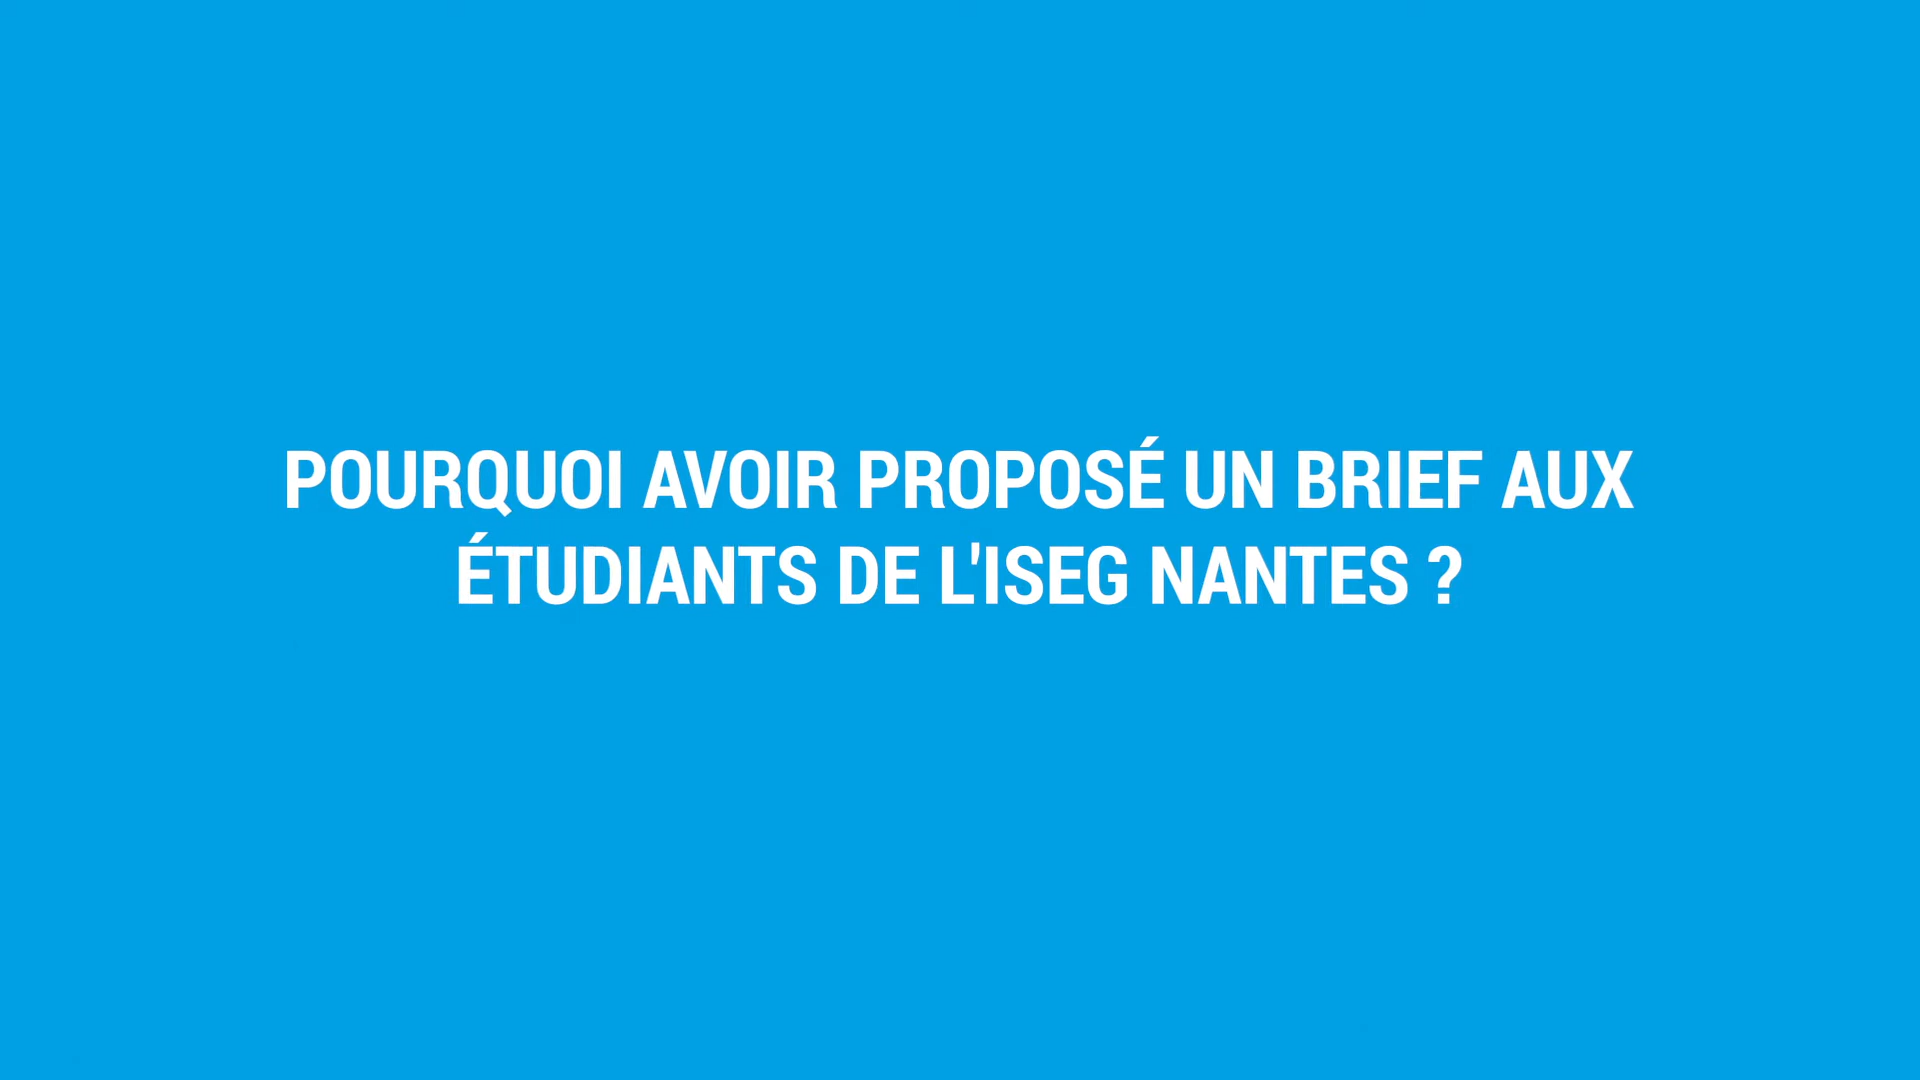 POURQUOI AVOIR PROPOSÉ UN BRIEF AUX
ÉTUDIANTS DE L'ISEG NANTES ?